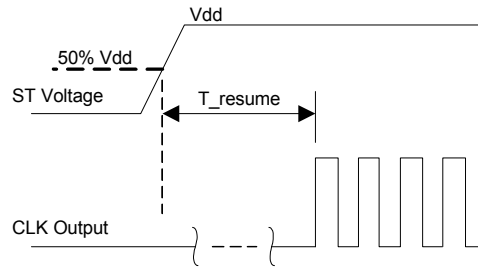 Vdd
50% Vdd
ST Voltage
T_resume
CLK Output